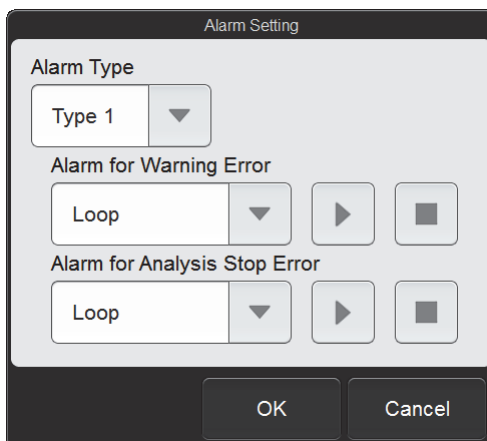 Alarm Setting
Alarm Type
Type 1
Alarm for Warning Error
Loop
Alarm for Analysis Stop Error
Loop
OK Cancel